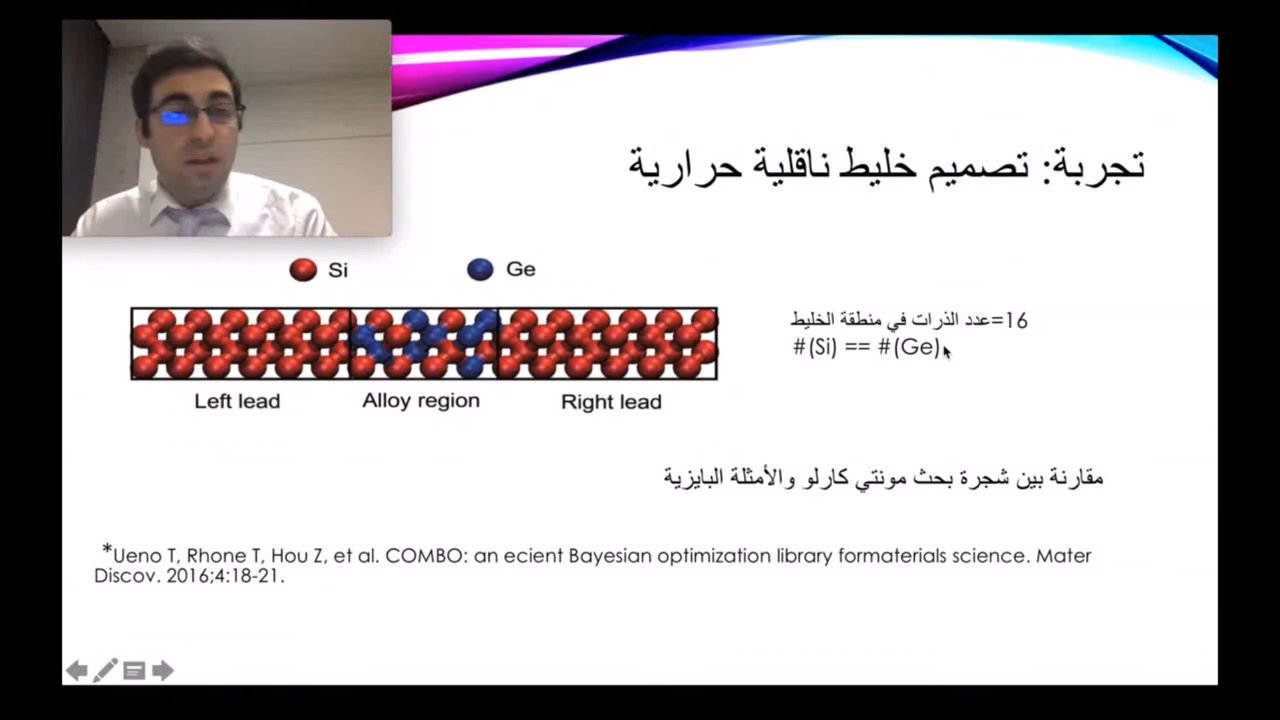 تجربة: تصميم خليط ناقلية حرارية
Si
Ge
16=عدد الذرات في منطقة الخليط
#(Si) == #(Ge)
Left lead
Alloy region
Right lead
مقارنة بين شجرة بحث مونتي كارلو والأمثلة البايزية
*Ueno T, Rhone T, Hou Z, et al. COMBO: an ecient Bayesian optimization library formaterials science. Mater
Discov. 2016;4:18-21.